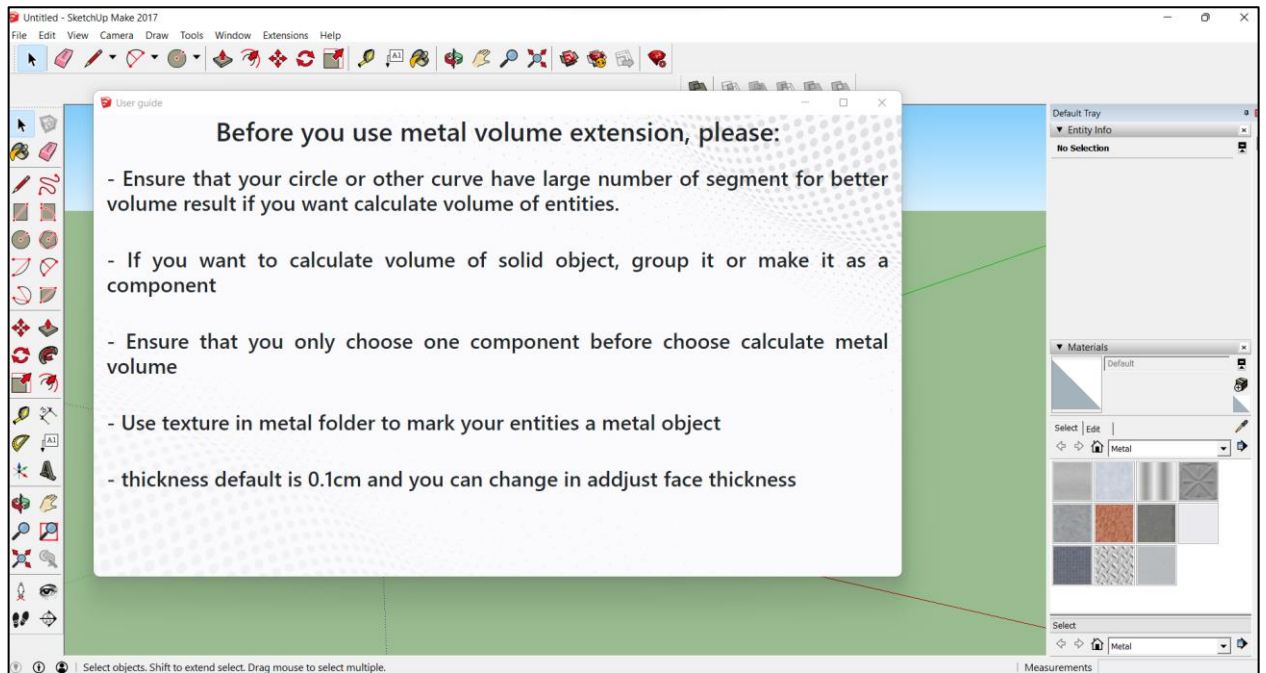 Untitled - SketchUp Make 2017
File Edit View Camera Draw Tools Window Extensions Help
User guide
Before you use metal volume extension, please:
- Ensure that your circle or other curve have large number of segment for better
volume result if you want calculate volume of entities.
- If you want to calculate volume of solid object, group it or make it as a
component
- Ensure that you only choose one component before choose calculate metal
volume
- Use texture in metal folder to mark your entities a metal object
- thickness default is 0.1cm and you can change in addjust face thickness
Default Tray
Entity Info
No Selection
Materials
Default
Select Edit
Metal
Select
Metal
Select objects. Shift to extend select. Drag mouse to select multiple.
Measurements